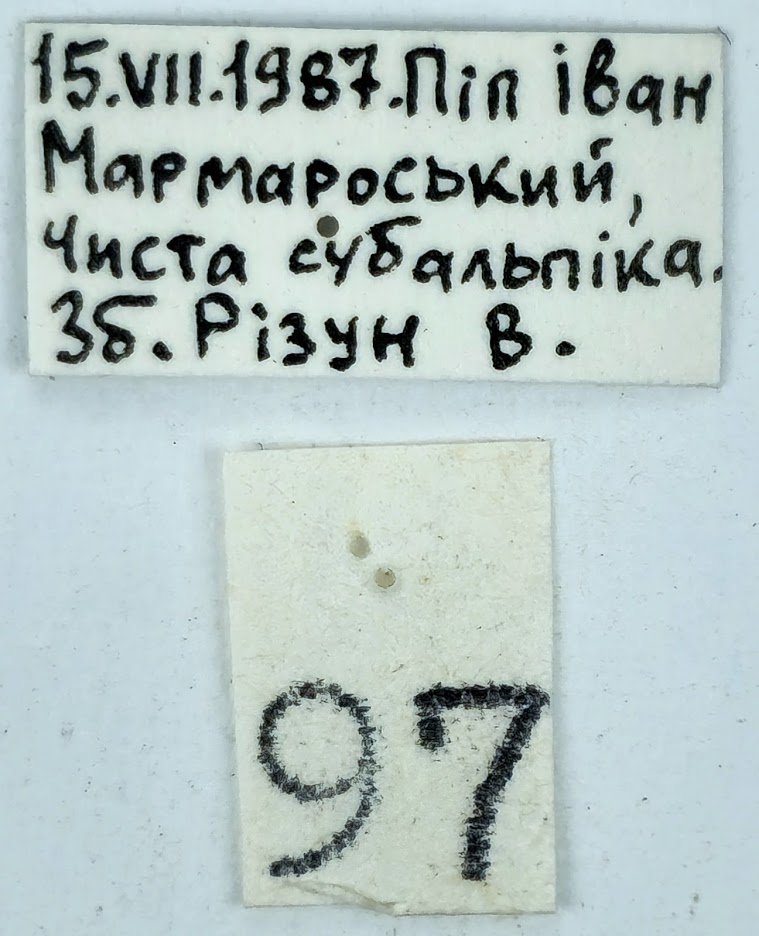 15.VII.1987.Піп Іван
Мармароський,
Чиста субальпіка.
Зб. Різун В.
97